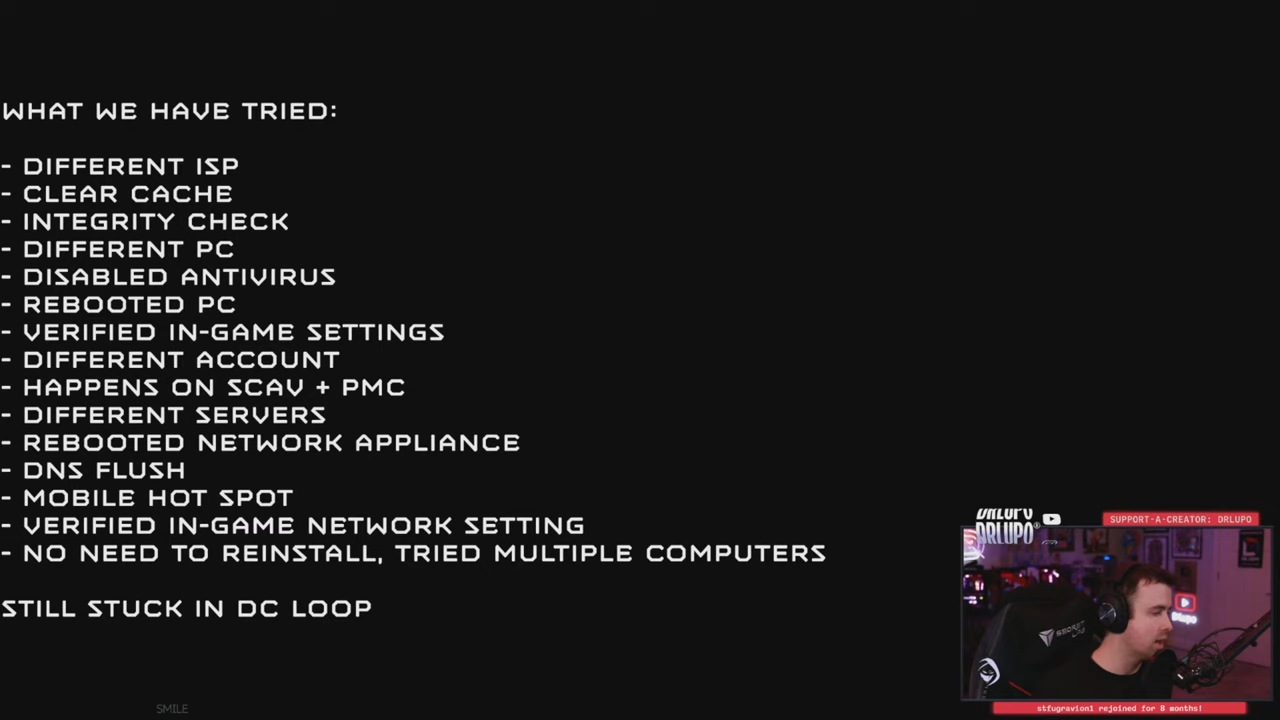 WHAT WE HAVE TRIED:
- DIFFERENT ISP
- CLEAR CACHE
- INTEGRITY CHECK
- DIFFERENT PC
- DISABLED ANTIVIRUS
- REBOOTED PC
- VERIFIED IN-GAME SETTINGS
- DIFFERENT ACCOUNT
- HAPPENS ON SCAV + PMC
- DIFFERENT SERVERS
- REBOOTED NETWORK APPLIANCE
- DNS FLUSH
- MOBILE HOT SPOT
- VERIFIED IN-GAME NETWORK SETTING
- NO NEED TO REINSTALL, TRIED MULTIPLE COMPUTERS
STILL STUCK IN DC LOOP
SMILE
DRLUPO
DRLUPO
SUPPORT-A-CREATOR: DRLUPO
DrLupo
SECRET
stfugravion1 rejoined for 8 months!